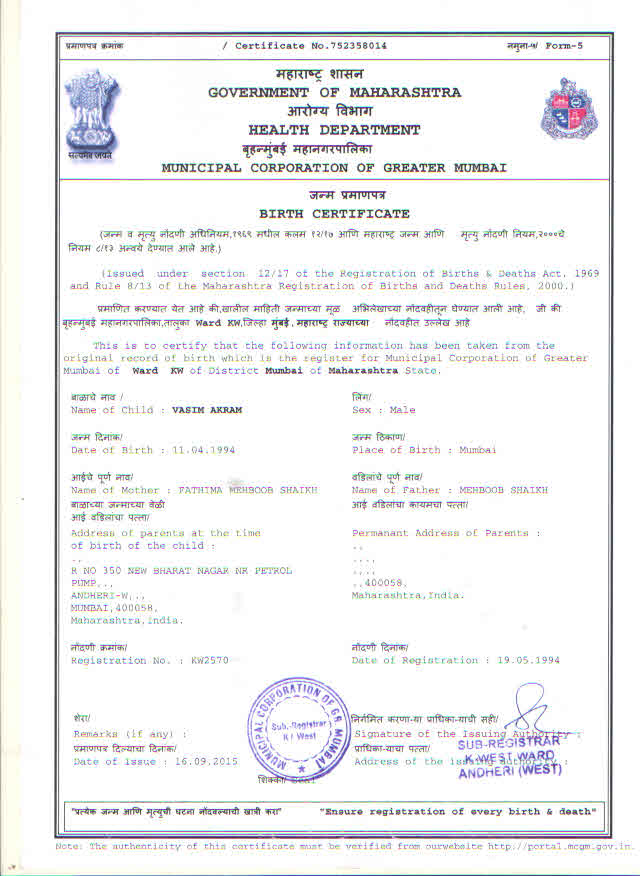 प्रमाणपत्र क्रमांक / Certificate No.752358014 नमुना-५/ Form-5
महाराष्ट्र शासन
GOVERNMENT OF MAHARASHTRA
आरोग्य विभाग
HEALTH DEPARTMENT
बृहन्मुंबई महानगरपालिका
सत्यमेव जयते
MUNICIPAL CORPORATION OF GREATER MUMBAI
जन्म प्रमाणपत्र
BIRTH CERTIFICATE
(जन्म व मृत्यु नोंदणी अधिनियम,१९६९ मधील कलम १२/१७ आणि महाराष्ट्र जन्म आणि मृत्यु नोंदणी नियम,२०००चे
नियम ८/१३ अन्वये देण्यात आले आहे.)
(Issued under section 12/17 of the Registration of Births & Deaths Act. 1969
and Rule 8/13 of the Maharastra Registration of Births and Deaths Rules, 2000.)
प्रमाणित करण्यात येत आहे की,खालील माहिती जन्माच्या मूळ अभिलेखाच्या नोंदवहीतून घेण्यात आली आहे, जी की
बृहन्मुंबई महानगरपालिका,तालुका Ward KW,जिल्हा मुंबई, महाराष्ट्र राज्याच्या नोंदवहीत उल्लेख आहे
This is to certify that the following information has been taken from the
original record of birth which is the register for Municipal Corporation of Greater
Mumbai of Ward KW of District Mumbai of Maharashtra State.
बाळाचे नाव / लिंग/
Name of Child : VASIM AKRAM Sex : Male
जन्म दिनांक/ जन्म ठिकाण/
Date of Birth : 11.04.1994 Place of Birth : Mumbai
आईचे पूर्ण नाव/ वडिलांचे पूर्ण नाव/
Name of Mother : FATHIMA MEHBOOB SHAIKH Name of Father : MEHBOOB SHAIKH
बाळाच्या जन्माच्या वेळी आई वडिलांचा कायमचा पत्ता/
आई वडिलांचा पत्ता/
Address of parents at the time Permanant Address of Parents :
of birth of the child : .,
., ....,
R NO 350 NEW BHARAT NAGAR NR PETROL .,..,
PUMP,., .,400058,
ANDHERI-W,., Maharashtra,India.
MUMBAI,400058,
Maharashtra,India.
नोंदणी क्रमांक/ नोंदणी दिनांक/
Registration No. : KW2570 Date of Registration : 19.05.1994
MUNICIPAL CORPORATION OF GR. MUMBAI
Sub.-Registrar
K / West
शेरा/ निर्गमित करणा-या प्राधिका-याची सही/
Remarks (if any) : Signature of the Issuing Authority :
प्रमाणपत्र दिल्याचा दिनांक/ प्राधिका-याचा पत्ता/
Date of issue : 16.09.2015 Address of the issuing authority :
SUB-REGISTRAR
K-WEST WARD
ANDHERI (WEST)
शिक्का/
"प्रत्येक जन्म आणि मृत्युची घटना नोंदवल्याची खात्री करा" "Ensure registration of every birth & death"
Note: The authenticity of this certificate must be verified from ourwebsite http://portal.mcgm.gov.in.